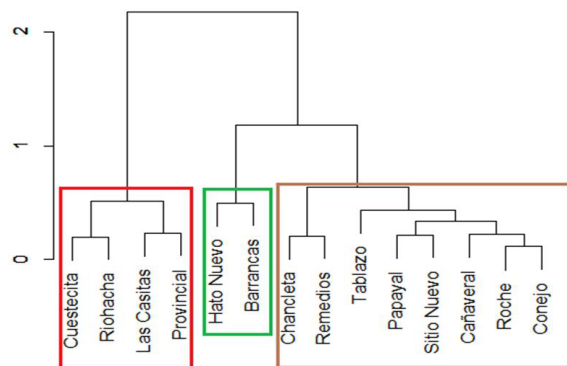 2
1
0
Cuestecita
Riohacha
Las Casitas
Provincial
Hato Nuevo
Barrancas
Chancleta
Remedios
Tablazo
Papayal
Sitio Nuevo
Cañaveral
Roche
Conejo